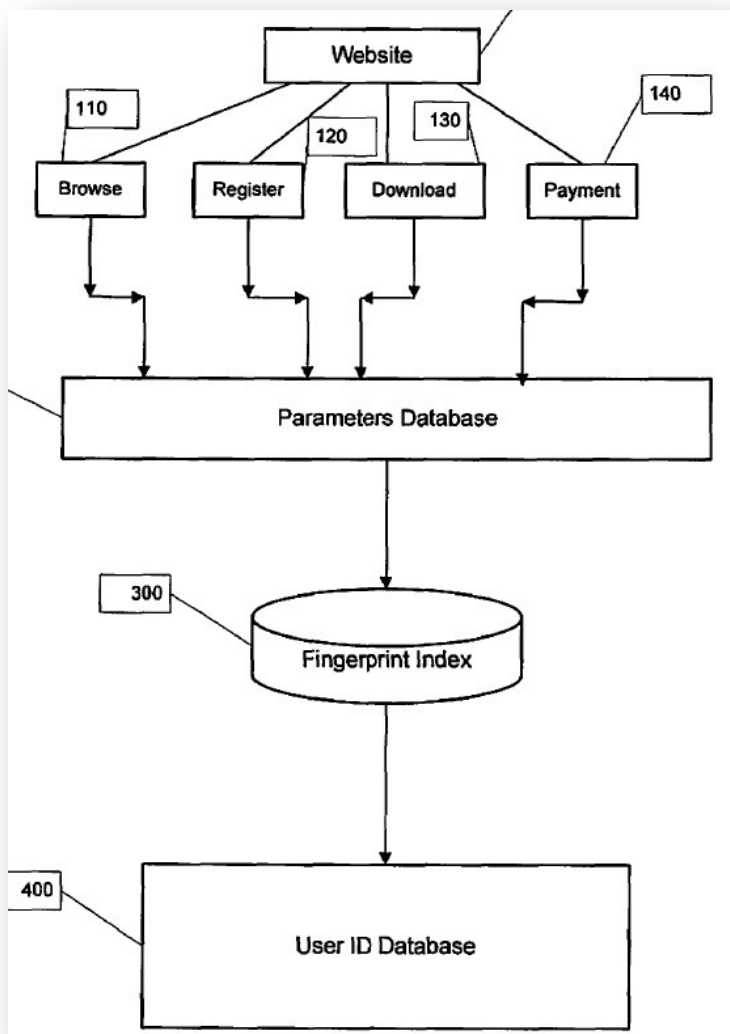 Website
110
120
130
140
Browse
Register
Download
Payment
Parameters Database
300
Fingerprint Index
400
User ID Database